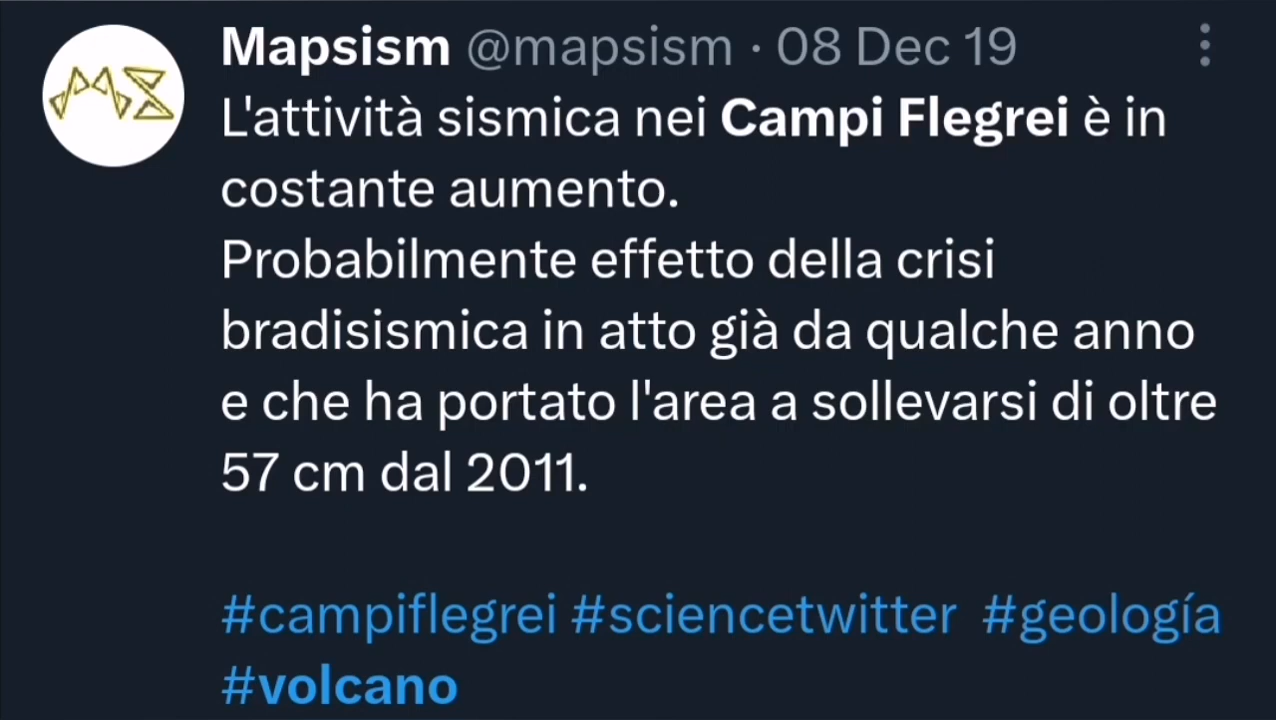 Mapsism @mapsism · 08 Dec 19
L'attività sismica nei Campi Flegrei è in
costante aumento.
Probabilmente effetto della crisi
bradisismica in atto già da qualche anno
e che ha portato l'area a sollevarsi di oltre
57 cm dal 2011.
#campiflegrei #sciencetwitter #geología
#volcano